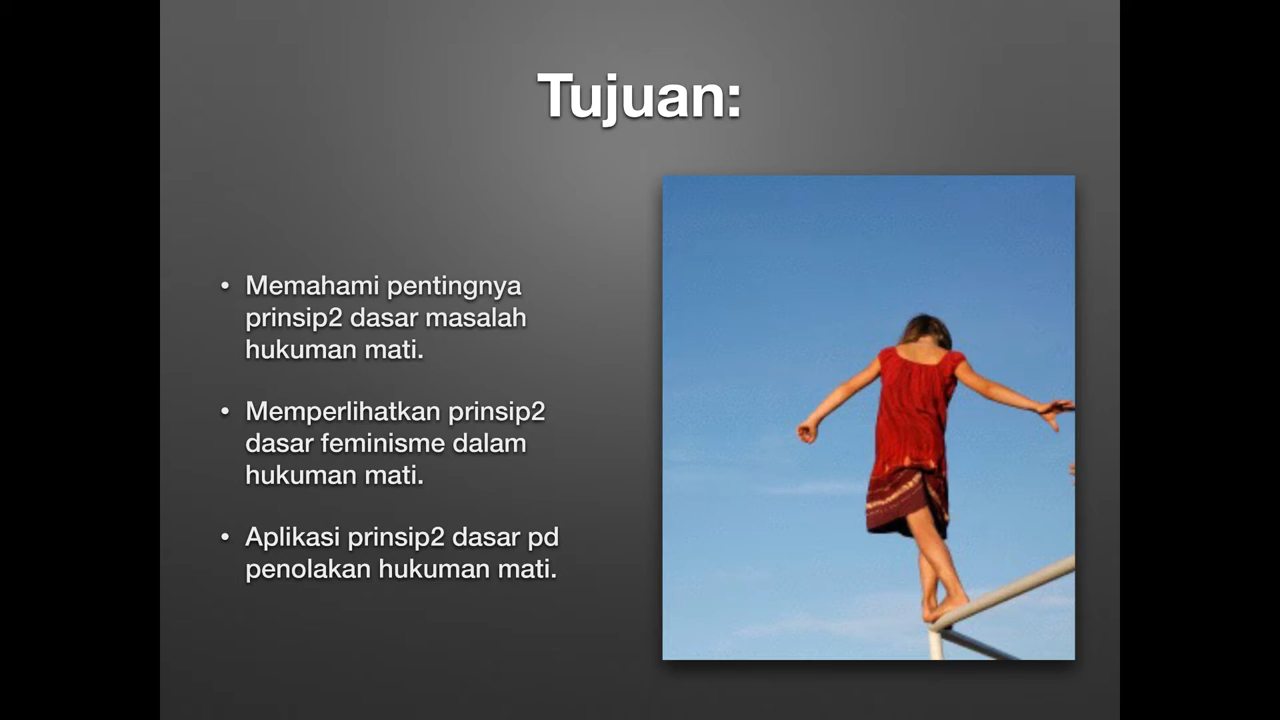 Tujuan:
• Memahami pentingnya
prinsip2 dasar masalah
hukuman mati.
• Memperlihatkan prinsip2
dasar feminisme dalam
hukuman mati.
• Aplikasi prinsip2 dasar pd
penolakan hukuman mati.